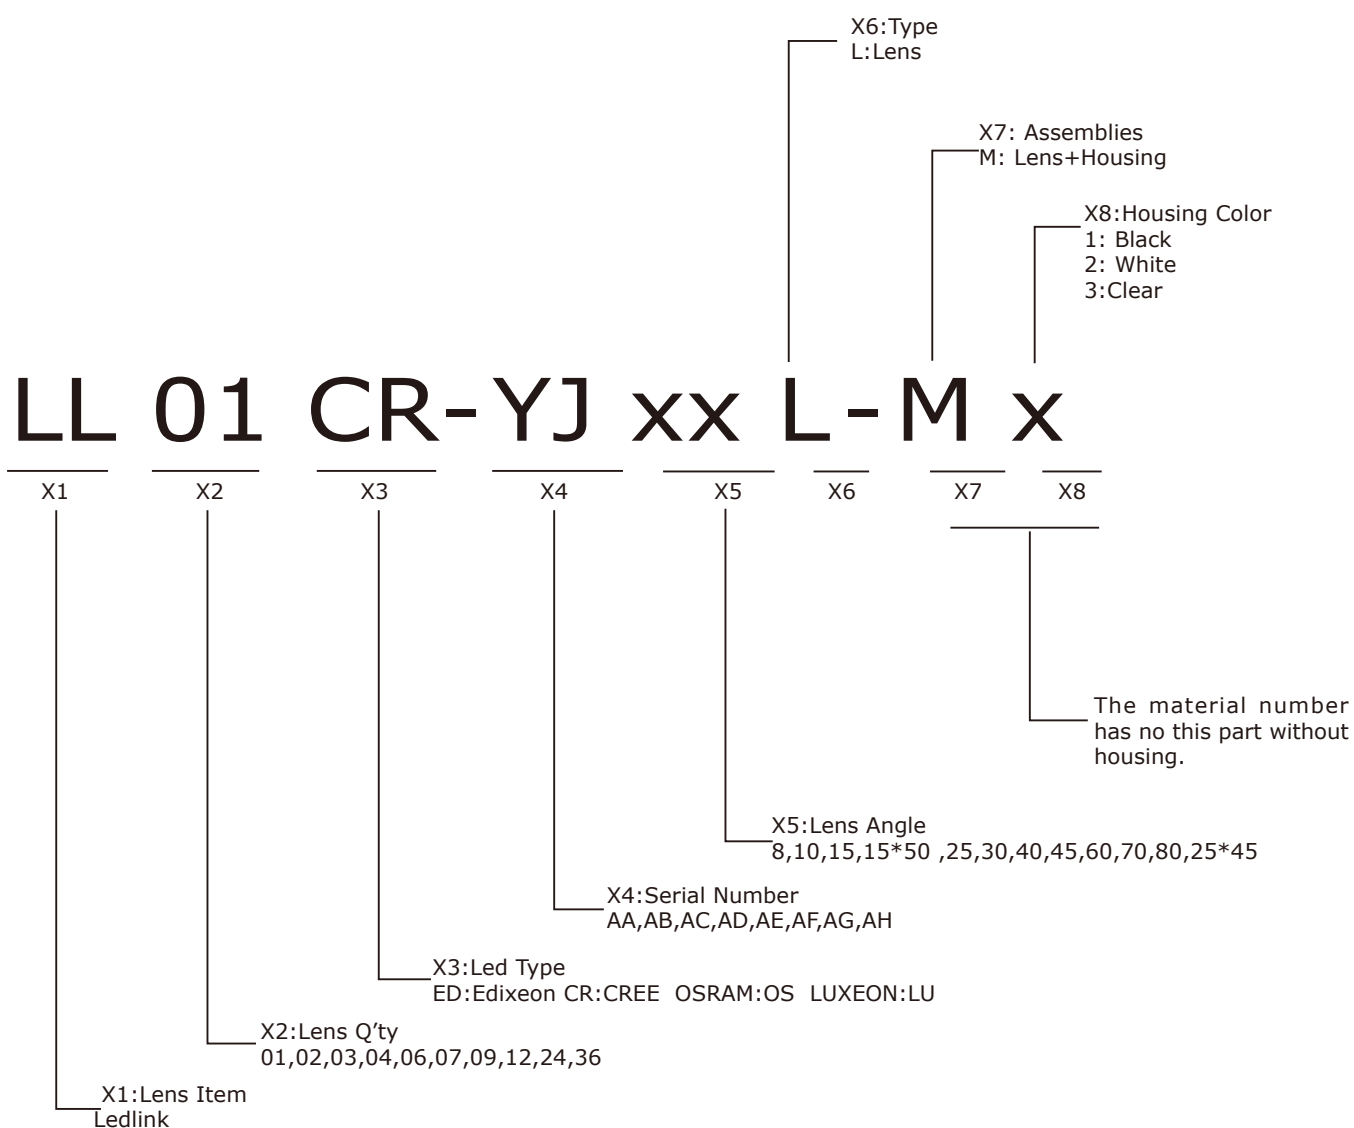 X6:Type
L:Lens
X7: Assemblies
M: Lens+Housing
X8:Housing Color
1: Black
2: White
3:Clear
LL 01 CR-YJ xx L-M x
X1 X2 X3 X4 X5 X6 X7 X8
The material number
has no this part without
housing.
X5:Lens Angle
8,10,15,15*50 ,25,30,40,45,60,70,80,25*45
X4:Serial Number
AA,AB,AC,AD,AE,AF,AG,AH
X3:Led Type
ED:Edixeon CR:CREE OSRAM:OS LUXEON:LU
X2:Lens Q'ty
01,02,03,04,06,07,09,12,24,36
X1:Lens Item
Ledlink